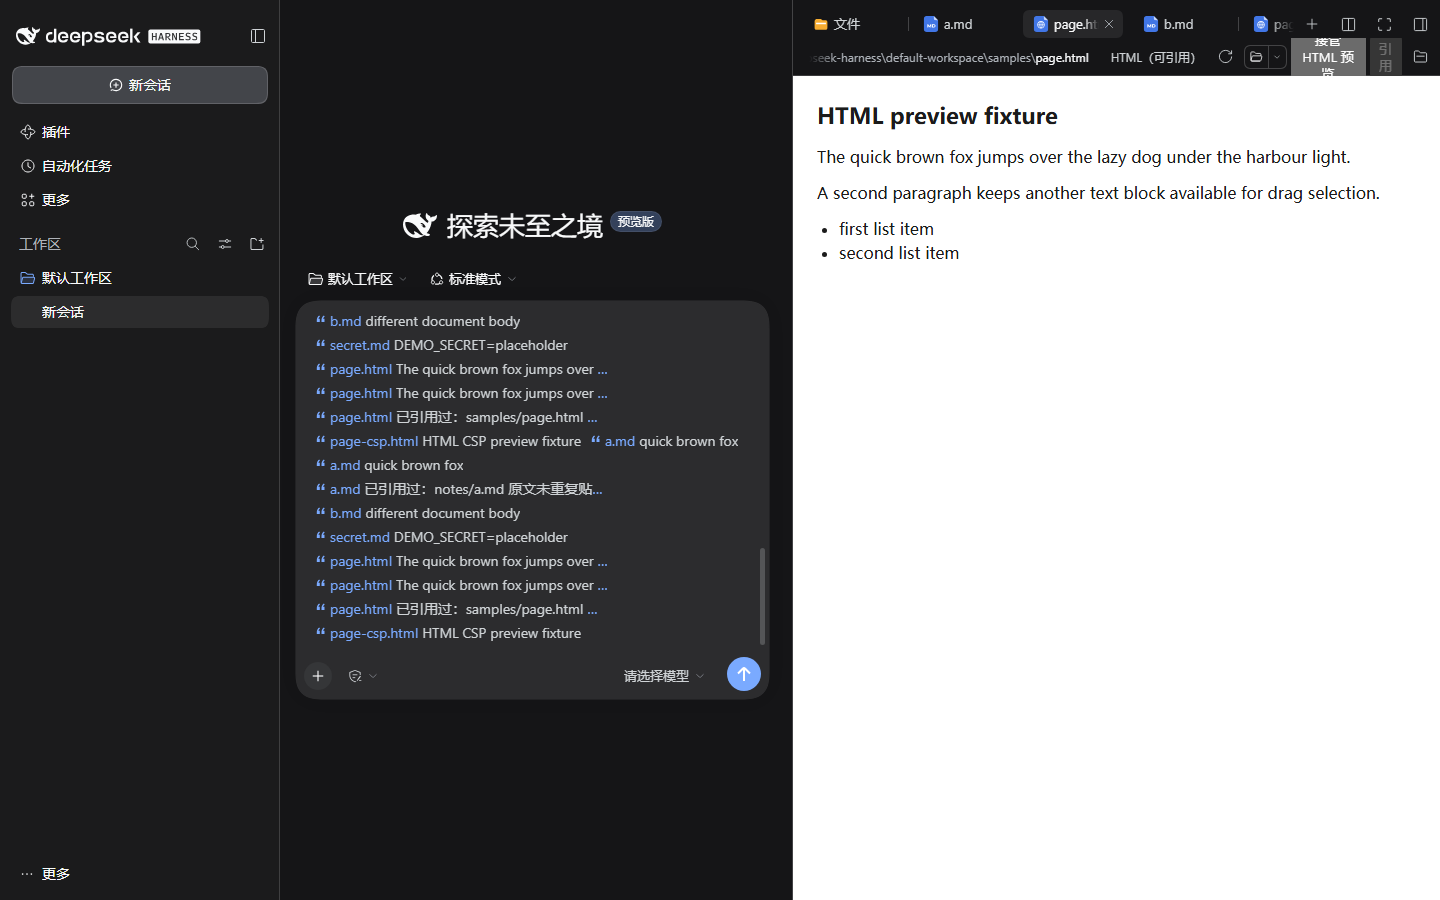 deepseek HARNESS
新会话
插件
自动化任务
更多
工作区
默认工作区
新会话
更多
探索未至之境 预览版
默认工作区 标准模式
b.md different document body
secret.md DEMO_SECRET=placeholder
page.html The quick brown fox jumps over ...
page.html The quick brown fox jumps over ...
page.html 已引用过：samples/page.html ...
page-csp.html HTML CSP preview fixture a.md quick brown fox
a.md quick brown fox
a.md 已引用过：notes/a.md 原文未重复贴...
b.md different document body
secret.md DEMO_SECRET=placeholder
page.html The quick brown fox jumps over ...
page.html The quick brown fox jumps over ...
page.html 已引用过：samples/page.html ...
page-csp.html HTML CSP preview fixture
请选择模型
文件 a.md page.ht b.md pag
seek-harness\default-workspace\samples\page.html HTML（可引用）
接管
HTML 预
览
引
用
HTML preview fixture
The quick brown fox jumps over the lazy dog under the harbour light.
A second paragraph keeps another text block available for drag selection.
• first list item
• second list item